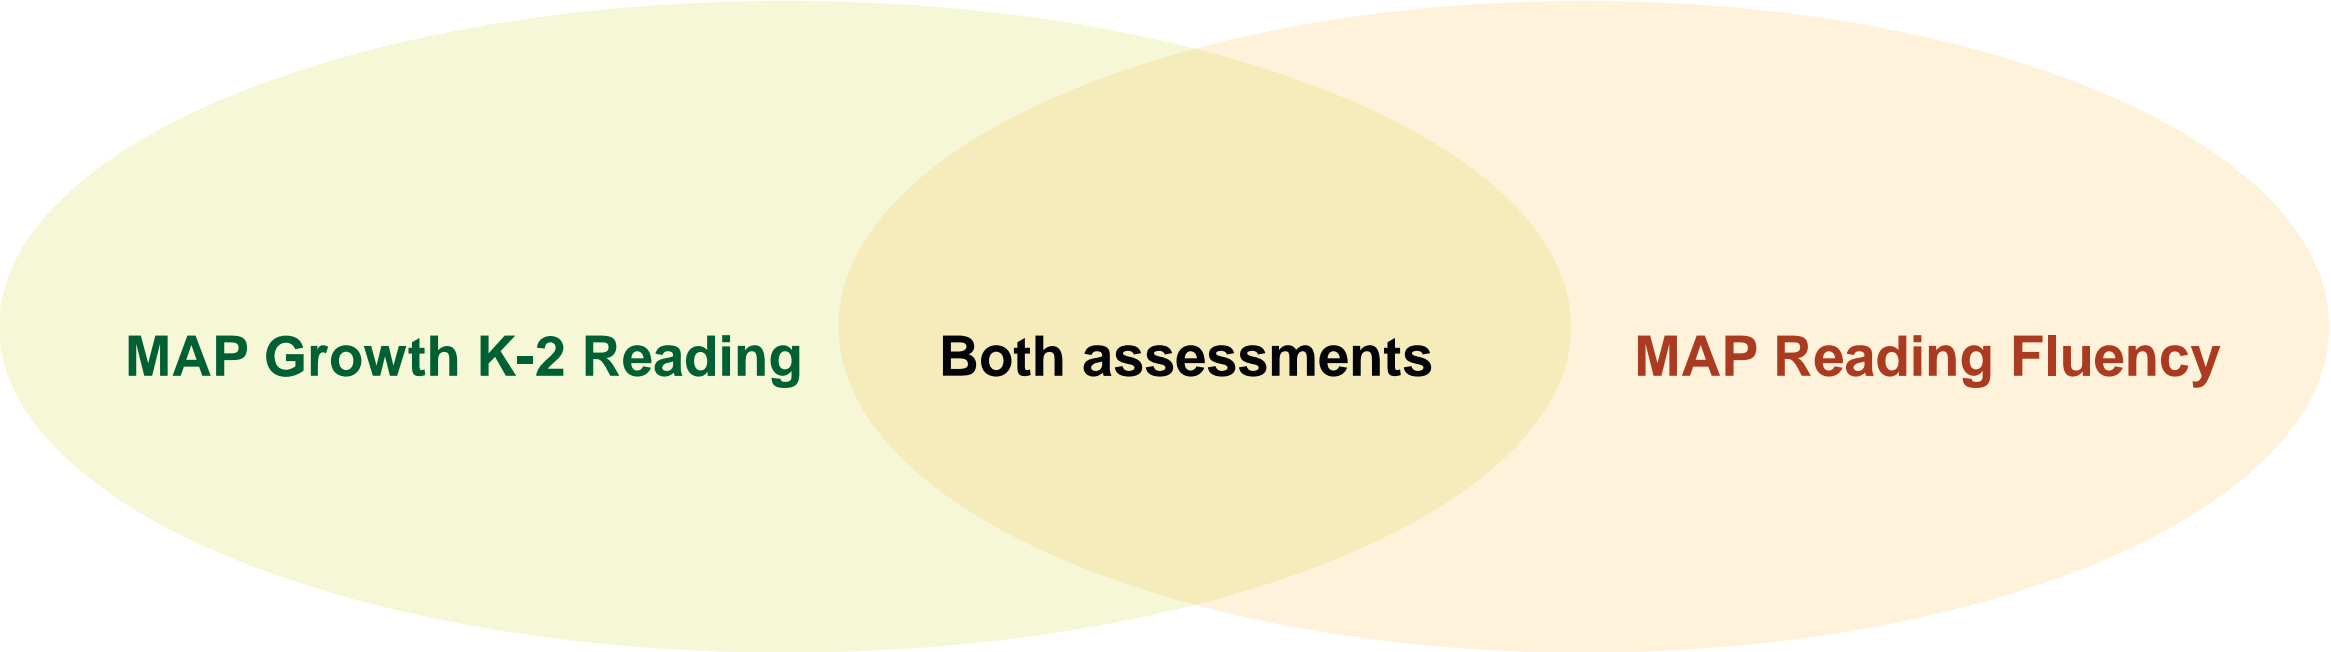 MAP Growth K-2 Reading
Both assessments
MAP Reading Fluency